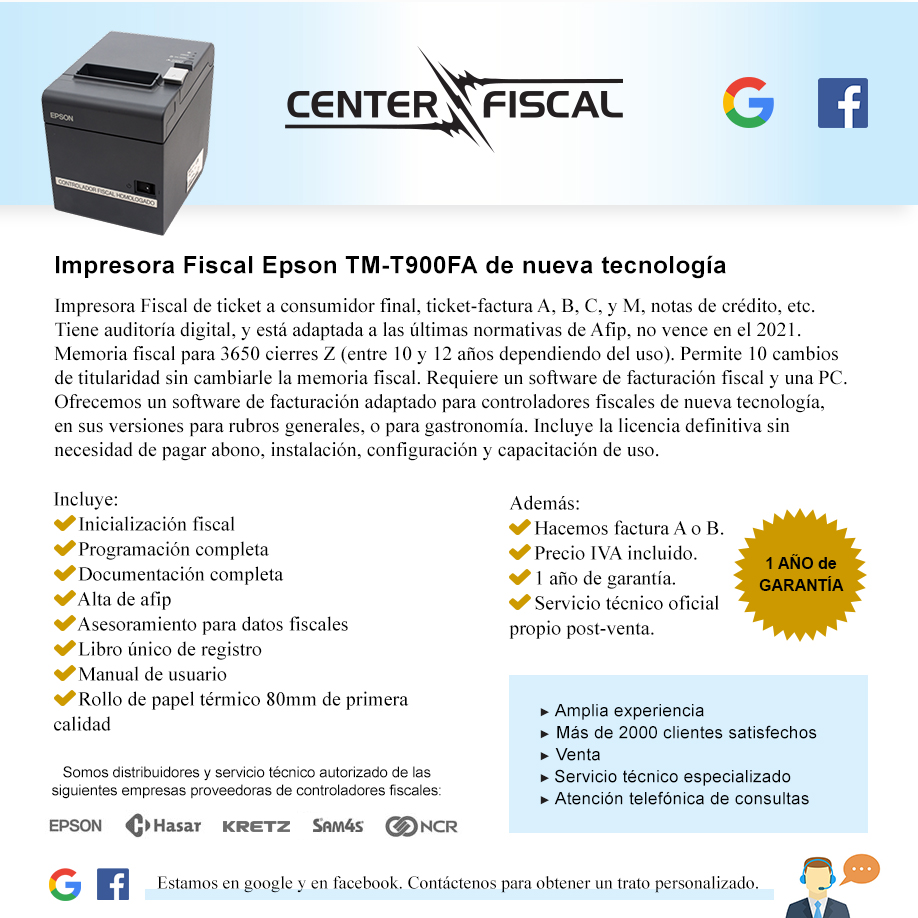 EPSON
CONTROLADOR FISCAL HOMOLOGADO
CENTER FISCAL
Impresora Fiscal Epson TM-T900FA de nueva tecnología
Impresora Fiscal de ticket a consumidor final, ticket-factura A, B, C, y M, notas de crédito, etc.
Tiene auditoría digital, y está adaptada a las últimas normativas de Afip, no vence en el 2021.
Memoria fiscal para 3650 cierres Z (entre 10 y 12 años dependiendo del uso). Permite 10 cambios
de titularidad sin cambiarle la memoria fiscal. Requiere un software de facturación fiscal y una PC.
Ofrecemos un software de facturación adaptado para controladores fiscales de nueva tecnología,
en sus versiones para rubros generales, o para gastronomía. Incluye la licencia definitiva sin
necesidad de pagar abono, instalación, configuración y capacitación de uso.
Incluye:
Inicialización fiscal
Programación completa
Documentación completa
Alta de afip
Asesoramiento para datos fiscales
Libro único de registro
Manual de usuario
Rollo de papel térmico 80mm de primera
calidad
Además:
Hacemos factura A o B.
Precio IVA incluido.
1 año de garantía.
Servicio técnico oficial
propio post-venta.
1 AÑO de
GARANTÍA
Amplia experiencia
Más de 2000 clientes satisfechos
Venta
Servicio técnico especializado
Atención telefónica de consultas
Somos distribuidores y servicio técnico autorizado de las
siguientes empresas proveedoras de controladores fiscales:
EPSON Hasar KRETZ SAM4S NCR
Estamos en google y en facebook. Contáctenos para obtener un trato personalizado.